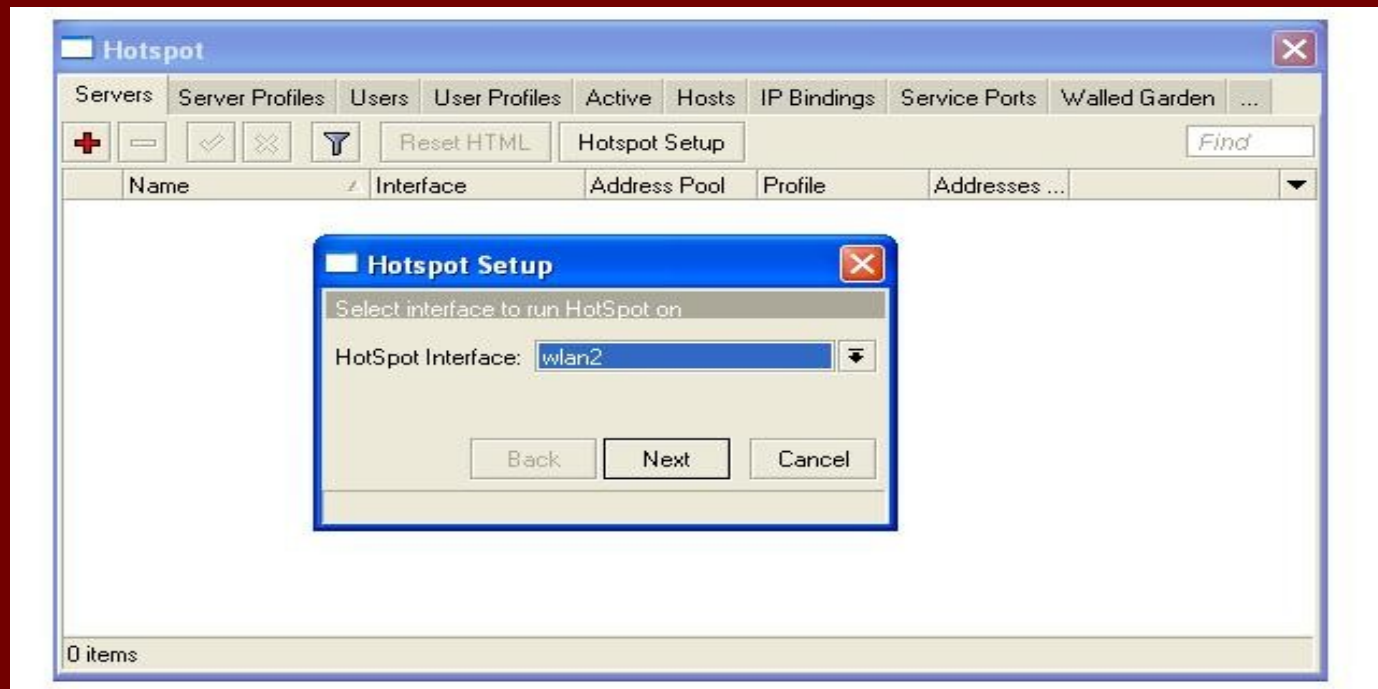 Hotspot
Servers Server Profiles Users User Profiles Active Hosts IP Bindings Service Ports Walled Garden ...
Reset HTML Hotspot Setup Find
Name Interface Address Pool Profile Addresses ...
Hotspot Setup
Select interface to run HotSpot on
HotSpot Interface: wlan2
Back Next Cancel
0 items